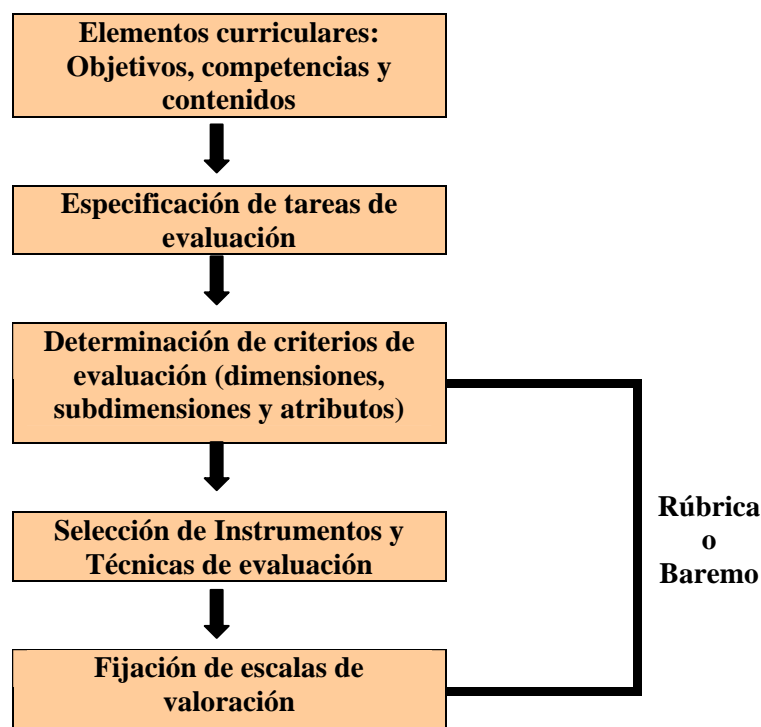 Elementos curriculares:
Objetivos, competencias y
contenidos
Especificación de tareas de
evaluación
Determinación de criterios de
evaluación (dimensiones,
subdimensiones y atributos)
Selección de Instrumentos y
Técnicas de evaluación
Fijación de escalas de
valoración
Rúbrica
o
Baremo